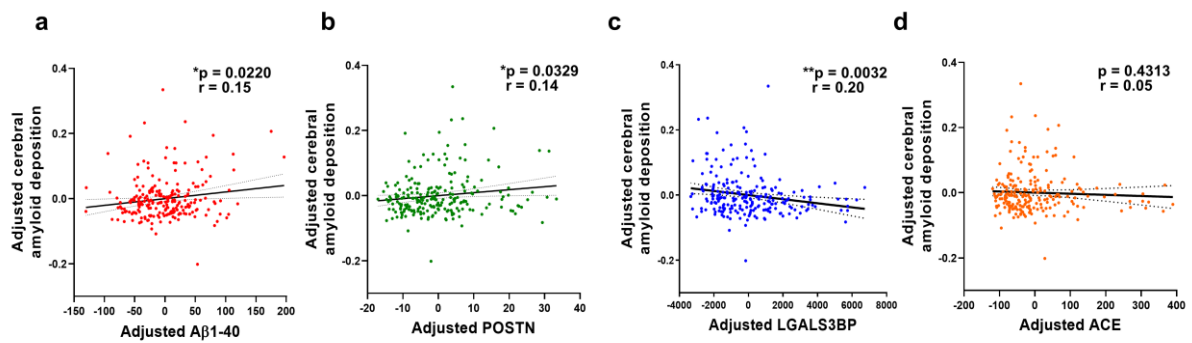 a
*p = 0.0220
r = 0.15
Adjusted cerebral
amyloid deposition
0.4
0.2
0.0
-0.2
-150 -100 -50 0 50 100 150 200
Adjusted Aβ1-40
b
*p = 0.0329
r = 0.14
Adjusted cerebral
amyloid deposition
0.4
0.2
0.0
-0.2
-20 -10 0 10 20 30 40
Adjusted POSTN
c
**p = 0.0032
r = 0.20
Adjusted cerebral
amyloid deposition
0.4
0.2
0.0
-0.2
-4000 -2000 0 2000 4000 6000 8000
Adjusted LGALS3BP
d
p = 0.4313
r = 0.05
Adjusted cerebral
amyloid deposition
0.4
0.2
0.0
-0.2
-200 -100 0 100 200 300 400
Adjusted ACE